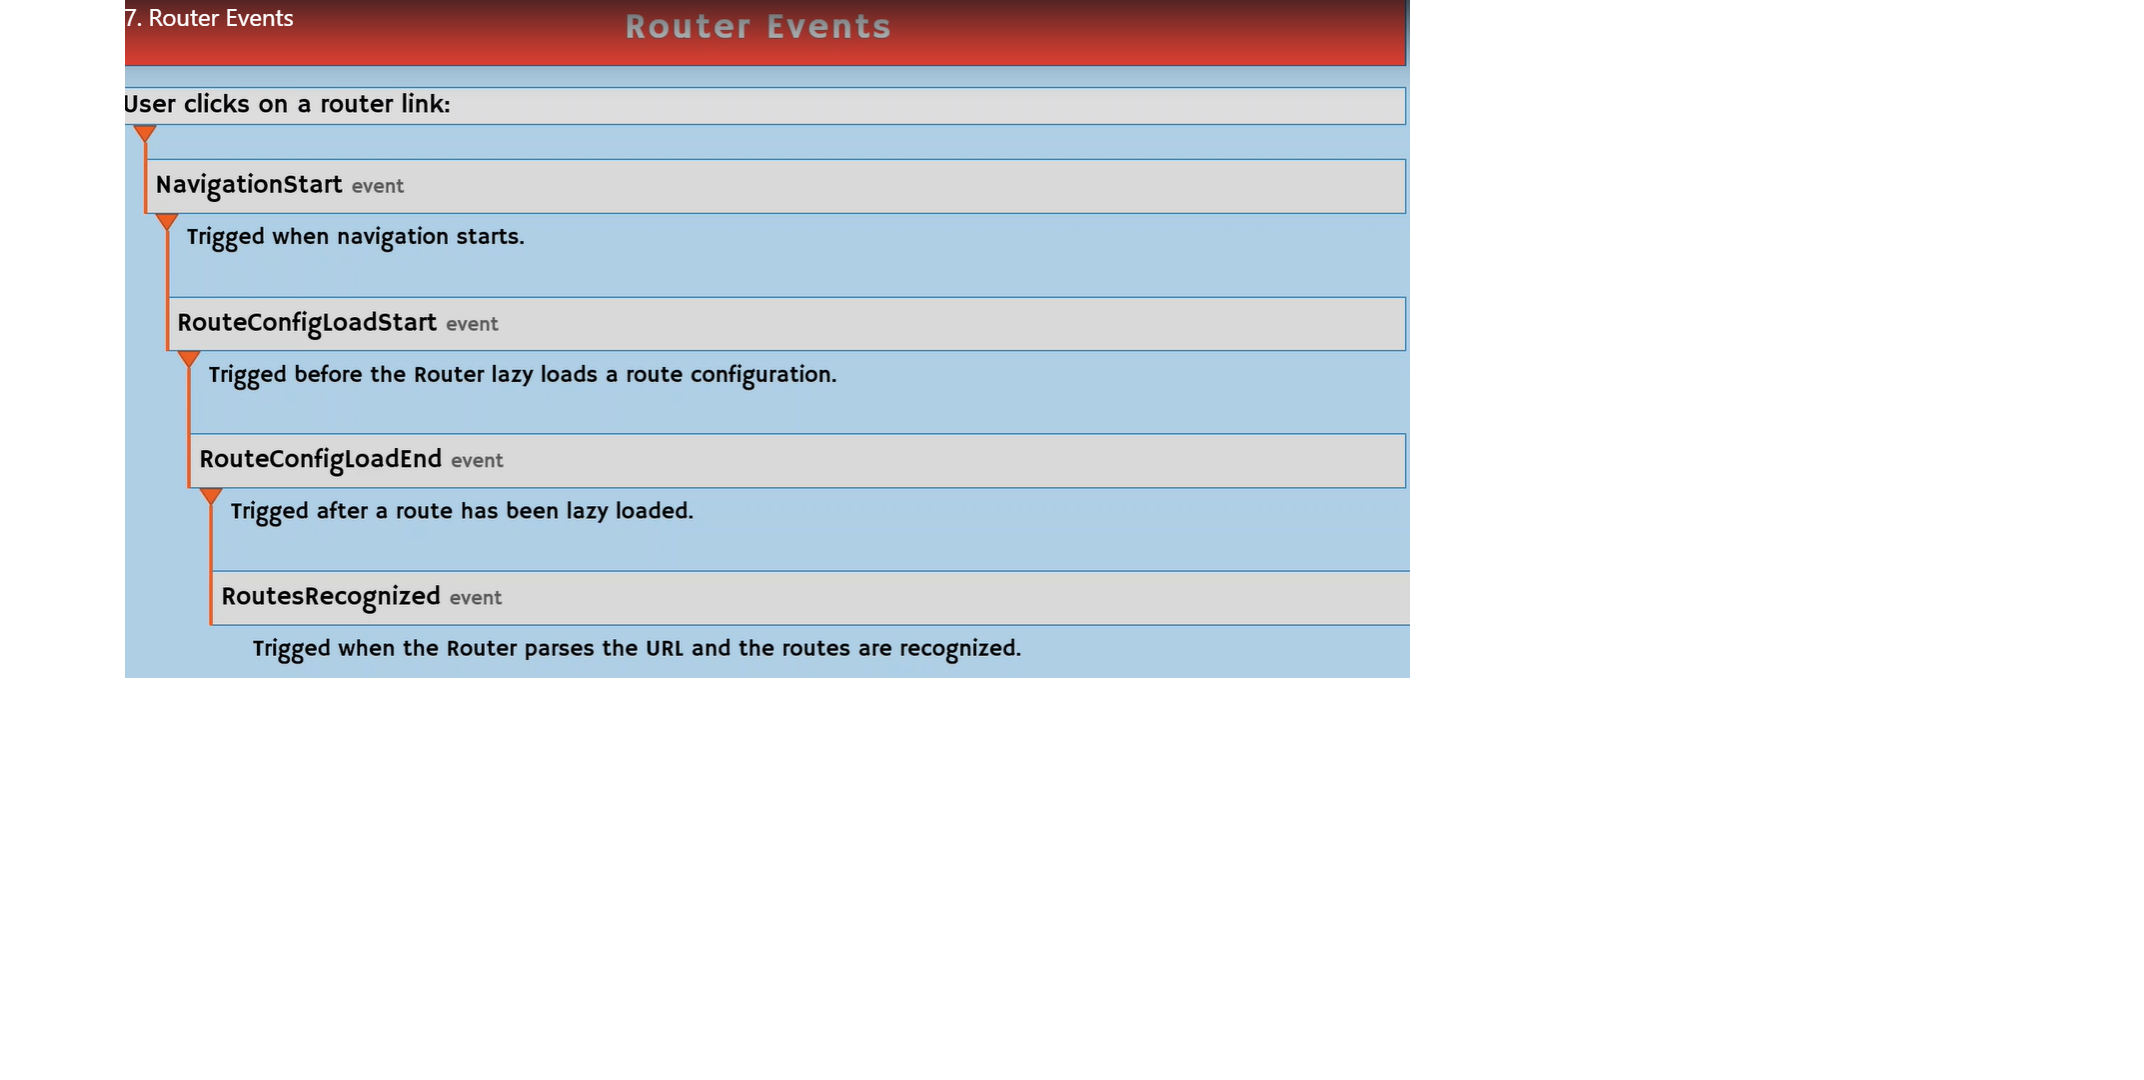 7. Router Events
Router Events
User clicks on a router link:
NavigationStart event
Trigged when navigation starts.
RouteConfigLoadStart event
Trigged before the Router lazy loads a route configuration.
RouteConfigLoadEnd event
Trigged after a route has been lazy loaded.
RoutesRecognized event
Trigged when the Router parses the URL and the routes are recognized.